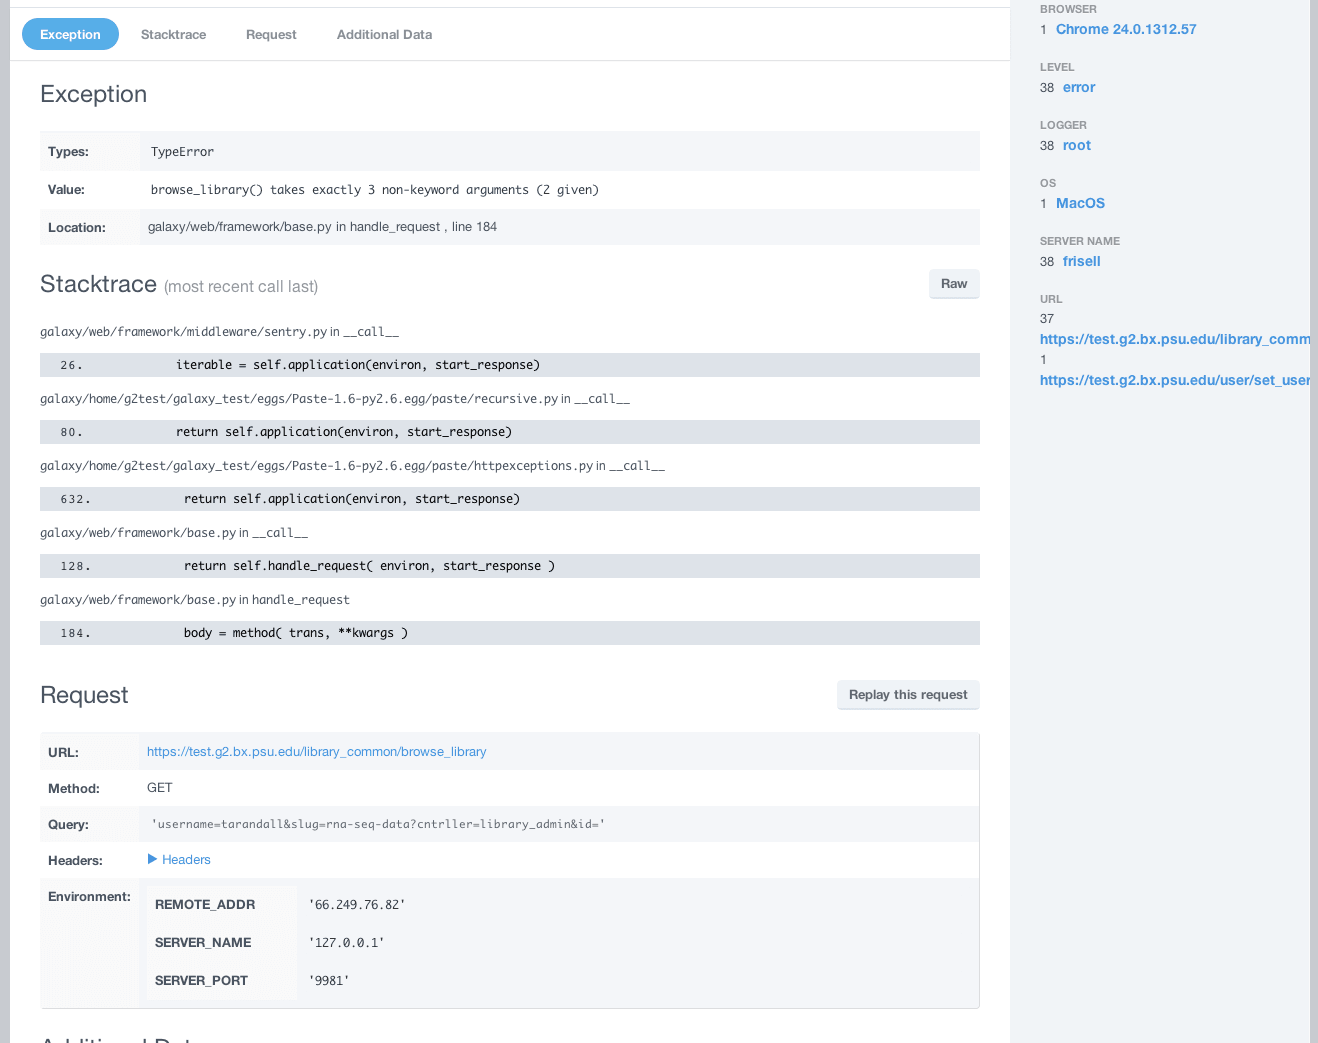 Exception
Stacktrace
Request
Additional Data
Exception
Types: TypeError
Value: browse_library() takes exactly 3 non-keyword arguments (2 given)
Location: galaxy/web/framework/base.py in handle_request , line 184
Stacktrace (most recent call last)
Raw
galaxy/web/framework/middleware/sentry.py in __call__
26. iterable = self.application(environ, start_response)
galaxy/home/g2test/galaxy_test/eggs/Paste-1.6-py2.6.egg/paste/recursive.py in __call__
80. return self.application(environ, start_response)
galaxy/home/g2test/galaxy_test/eggs/Paste-1.6-py2.6.egg/paste/httpexceptions.py in __call__
632. return self.application(environ, start_response)
galaxy/web/framework/base.py in __call__
128. return self.handle_request( environ, start_response )
galaxy/web/framework/base.py in handle_request
184. body = method( trans, **kwargs )
Request
Replay this request
URL: https://test.g2.bx.psu.edu/library_common/browse_library
Method: GET
Query: 'username=tarandall&slug=rna-seq-data?cntrller=library_admin&id='
Headers: ▶ Headers
Environment:
REMOTE_ADDR '66.249.76.82'
SERVER_NAME '127.0.0.1'
SERVER_PORT '9981'
Additional Data
BROWSER
1 Chrome 24.0.1312.57
LEVEL
38 error
LOGGER
38 root
OS
1 MacOS
SERVER NAME
38 frisell
URL
37
https://test.g2.bx.psu.edu/library_comm
1
https://test.g2.bx.psu.edu/user/set_user